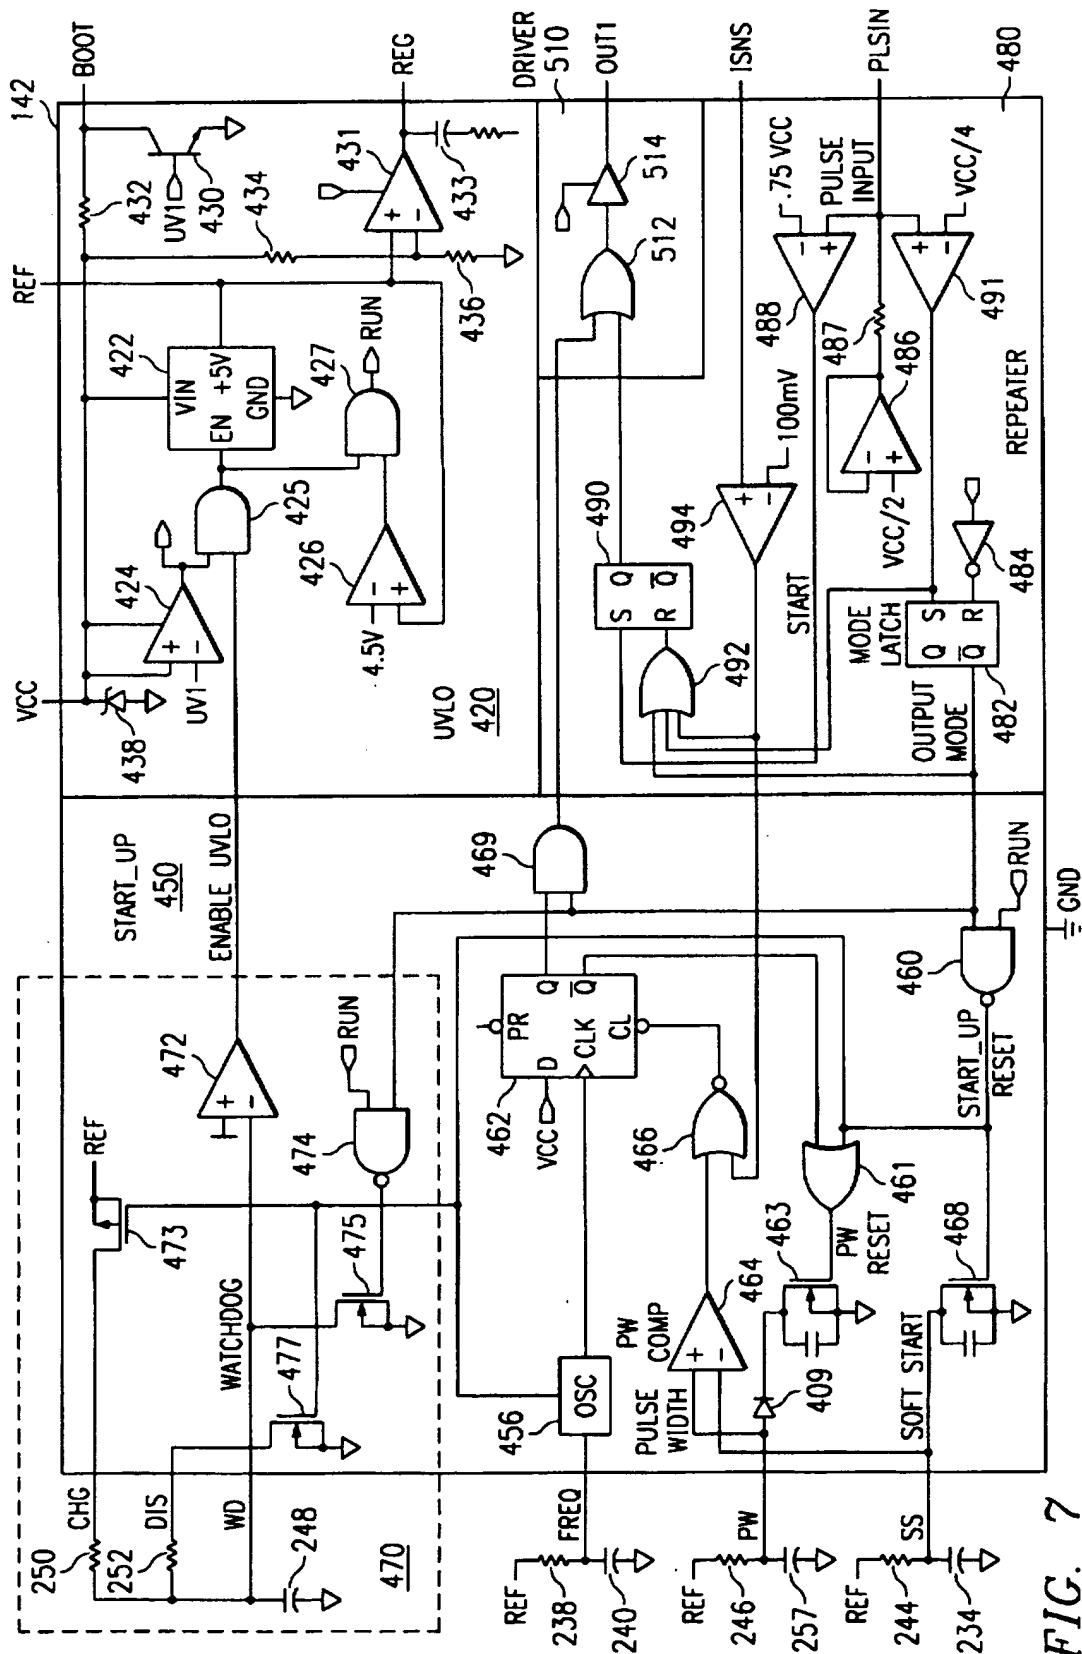 142
VCC
REF
BOOT
432
UV1
430
434
436
REG
431
433
438
424
UV1
425
422
VIN
EN +5V
GND
427
RUN
426
4.5V
UVLO
420
DRIVER
510
OUT1
514
512
ISNS
490
S Q
R Q
492
494
100mV
START
488
.75 VCC
PULSE
INPUT
PLSIN
487
486
VCC/2
491
VCC/4
484
MODE
LATCH
Q S
Q R
482
OUTPUT
MODE
REPEATER
480
START_UP
450
ENABLE UVLO
472
REF
473
474
RUN
475
WATCHDOG
477
CHG
250
DIS
252
WD
248
470
469
462
VCC
PR
D Q
CLK Q
CL
466
456
OSC
REF
238
240
FREQ
PULSE
WIDTH
PW
COMP
464
409
463
PW
RESET
461
REF
246
257
PW
460
RUN
START_UP
RESET
SOFT START
468
REF
244
234
SS
GND
FIG. 7